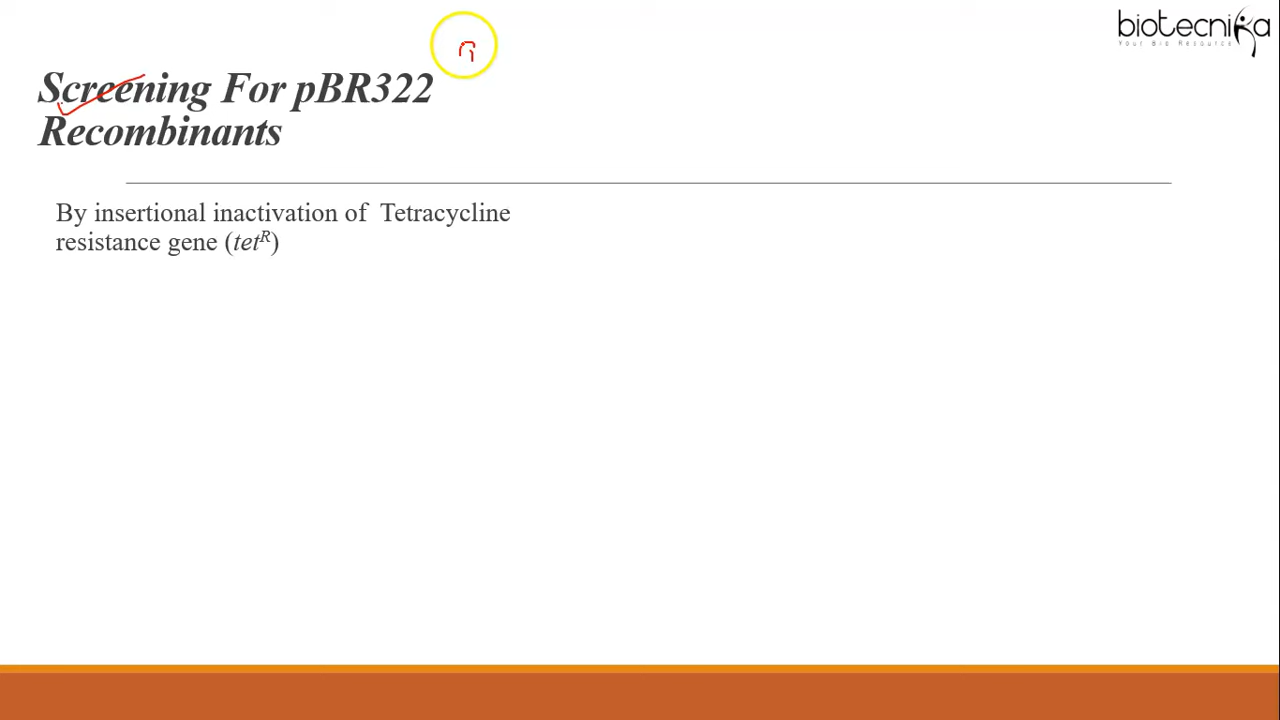 biotecnika
Your Bio Resource
Screening For pBR322
Recombinants
By insertional inactivation of Tetracycline
resistance gene (tetᴿ)